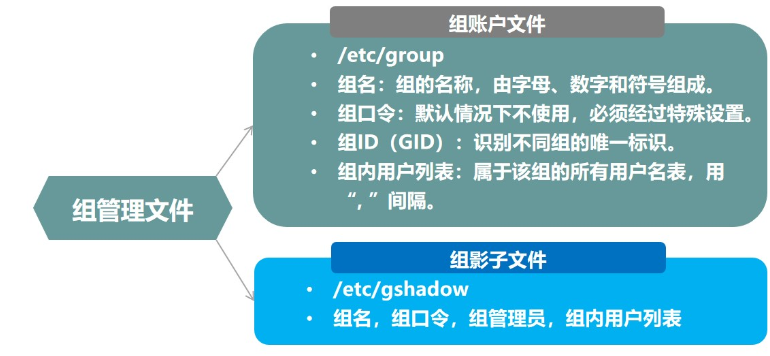 组管理文件
组账户文件
• /etc/group
• 组名：组的名称，由字母、数字和符号组成。
• 组口令：默认情况下不使用，必须经过特殊设置。
• 组ID（GID）：识别不同组的唯一标识。
• 组内用户列表：属于该组的所有用户名表，用
“，”间隔。
组影子文件
• /etc/gshadow
• 组名，组口令，组管理员，组内用户列表